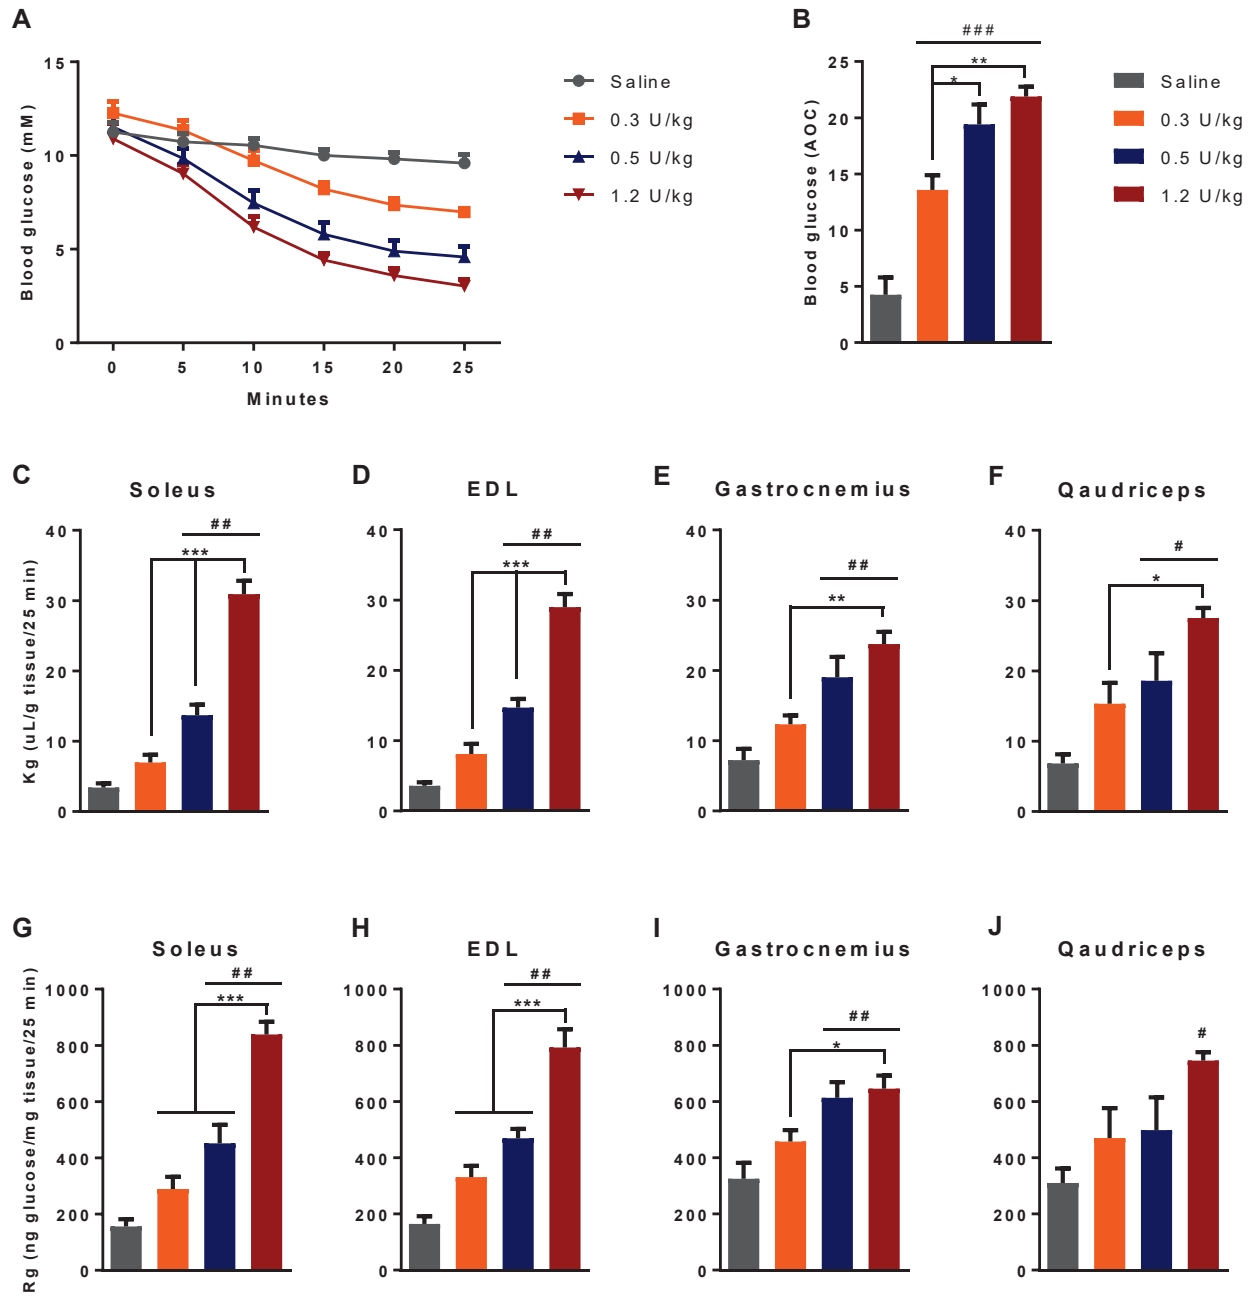 A
B
###
**
*
15
10
5
0
Blood glucose (mM)
0 5 10 15 20 25
Minutes
Saline
0.3 U/kg
0.5 U/kg
1.2 U/kg
25
20
15
10
5
0
Blood glucose (AOC)
Saline
0.3 U/kg
0.5 U/kg
1.2 U/kg
C
Soleus
##
***
40
30
20
10
0
Kg (uL/g tissue/25 min)
D
EDL
##
***
40
30
20
10
0
E
Gastrocnemius
##
**
40
30
20
10
0
F
Qaudriceps
#
*
40
30
20
10
0
G
Soleus
##
***
1000
800
600
400
200
0
Rg (ng glucose/mg tissue/25 min)
H
EDL
##
***
1000
800
600
400
200
0
I
Gastrocnemius
##
*
1000
800
600
400
200
0
J
Qaudriceps
#
1000
800
600
400
200
0